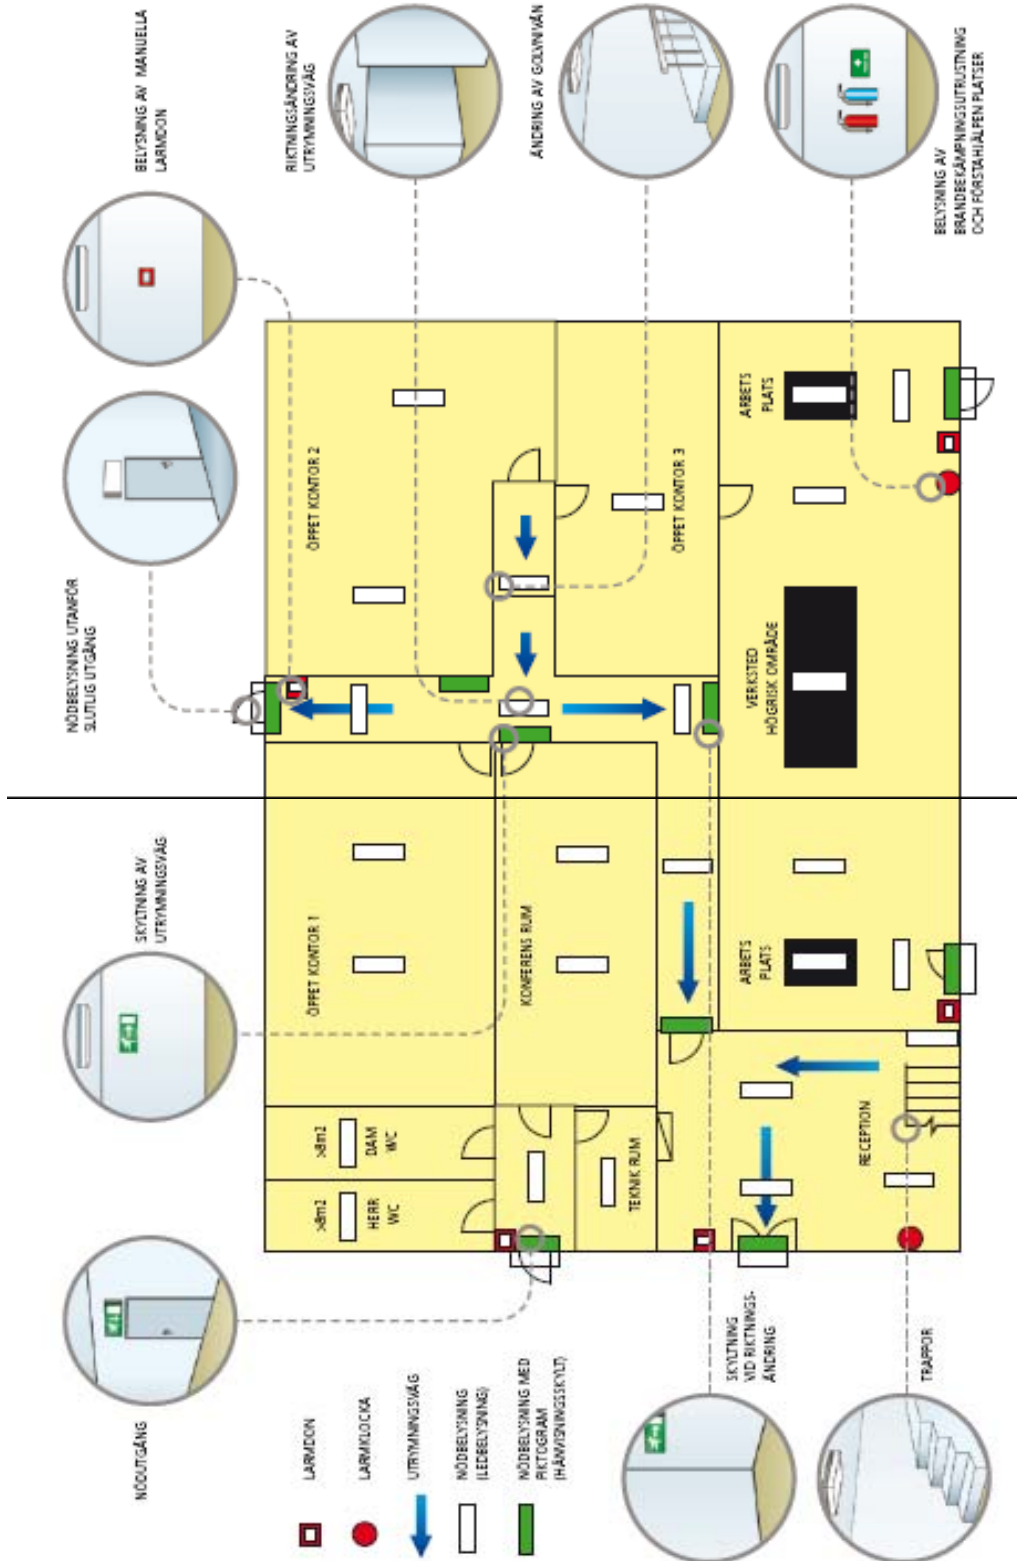 NÖDUTGÅNG
SKYLTNING AV
UTRYMNINGSVÄG
NÖDBELYSNING UTANFÖR
SLUTLIG UTGÅNG
BELYSNING AV MANUELLA
LARMDON
RIKTNINGSÄNDRING AV
UTRYMNINGSVÄG
ÄNDRING AV GOLVNIVÅN
BELYSNING AV
BRANDBEKÄMPNINGSUTRUSTNING
OCH FÖRSTAHJÄLPEN PLATSER
>8m2
HERR
WC
>8m2
DAM
WC
ÖPPET KONTOR 1
ÖPPET KONTOR 2
KONFERENS RUM
TEKNIK RUM
ÖPPET KONTOR 3
RECEPTION
ARBETS
PLATS
VERKSTED
HÖGRISK OMRÅDE
ARBETS
PLATS
LARMDON
LARMKLOCKA
UTRYMNINGSVÄG
NÖDBELYSNING
(LEDBELYSNING)
NÖDBELYSNING MED
PIKTOGRAM
(HÄNVISNINGSSKYLT)
SKYLTNING
VID RIKTNINGS-
ÄNDRING
TRAPPOR